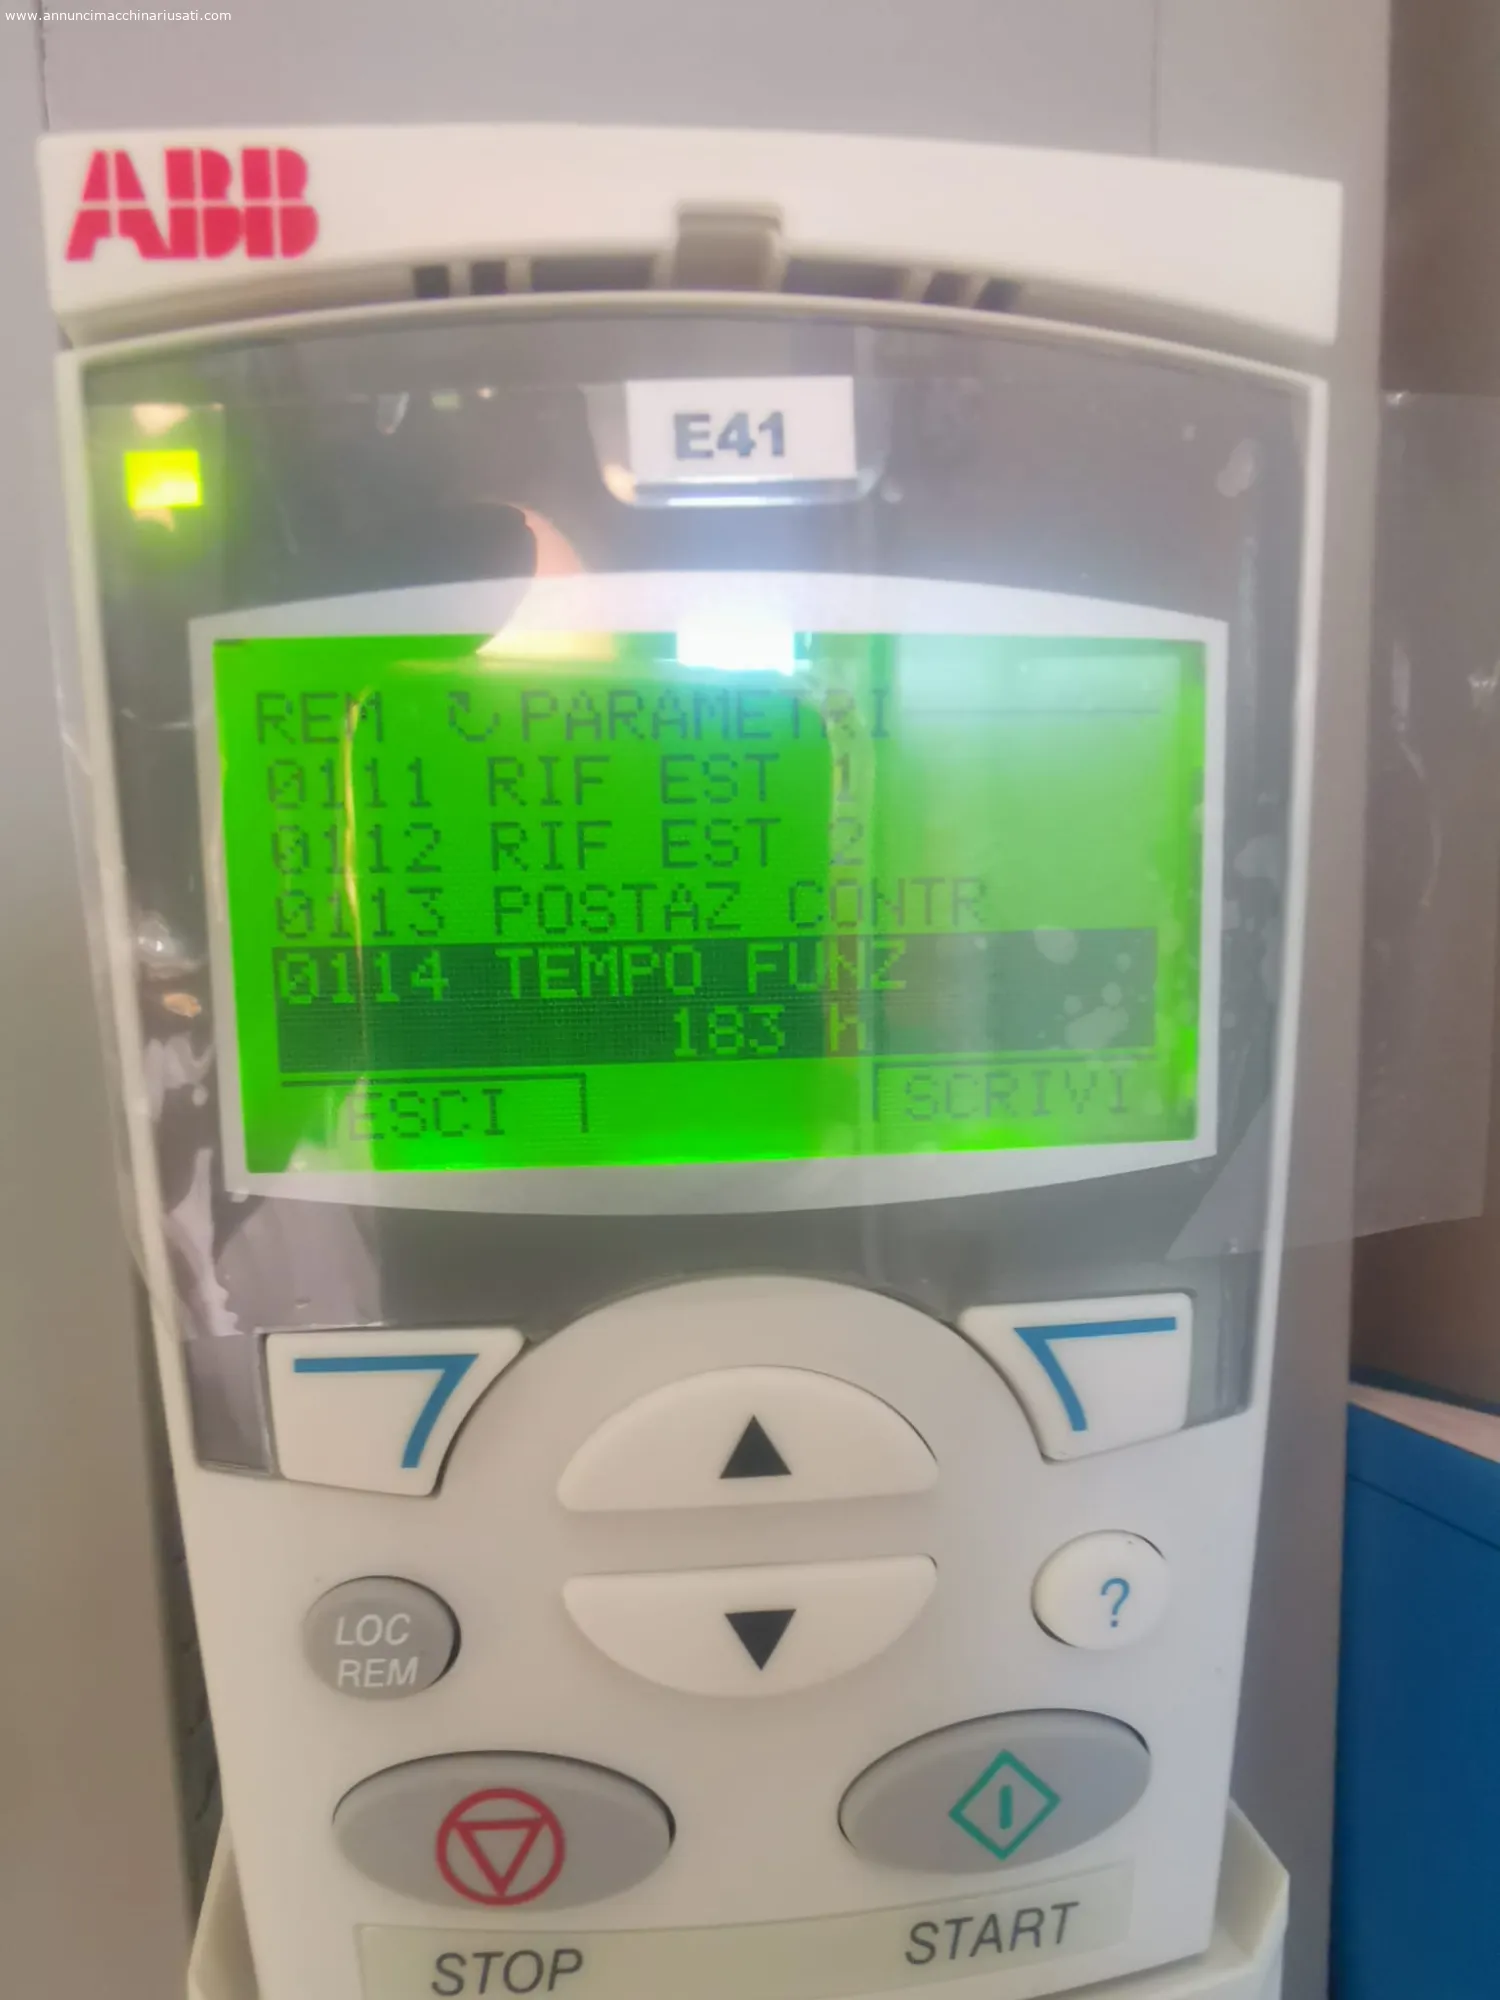 www.annuncimacchinariusati.com
ABB
E41
REM ↻ PARAMETRI
0111 RIF EST 1
0112 RIF EST 2
0113 POSTAZ CONTR
0114 TEMPO FUNZ
183 h
ESCI SCRIVI
?
LOC
REM
STOP START